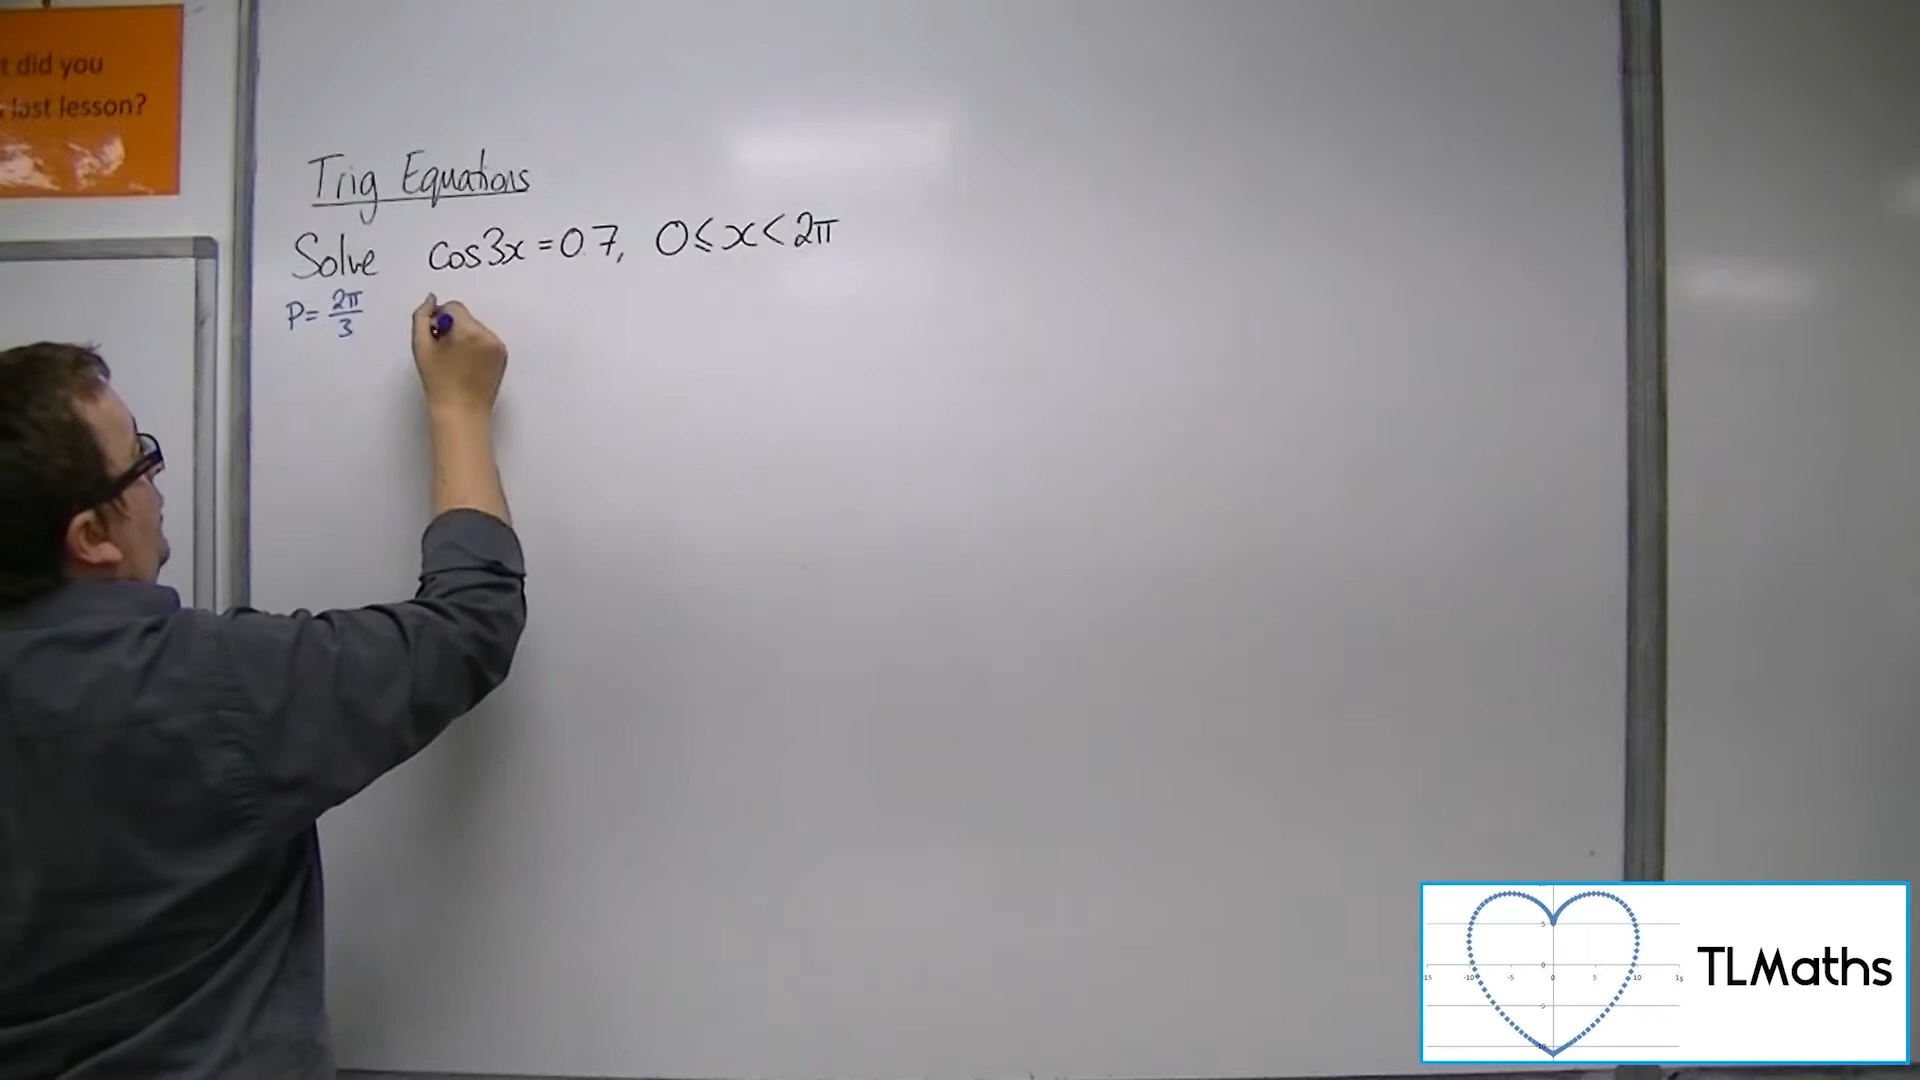 t did you
last lesson?
Trig Equations
Solve cos3x = 0.7, 0 ≤ x < 2π
P = 2π/3
TLMaths